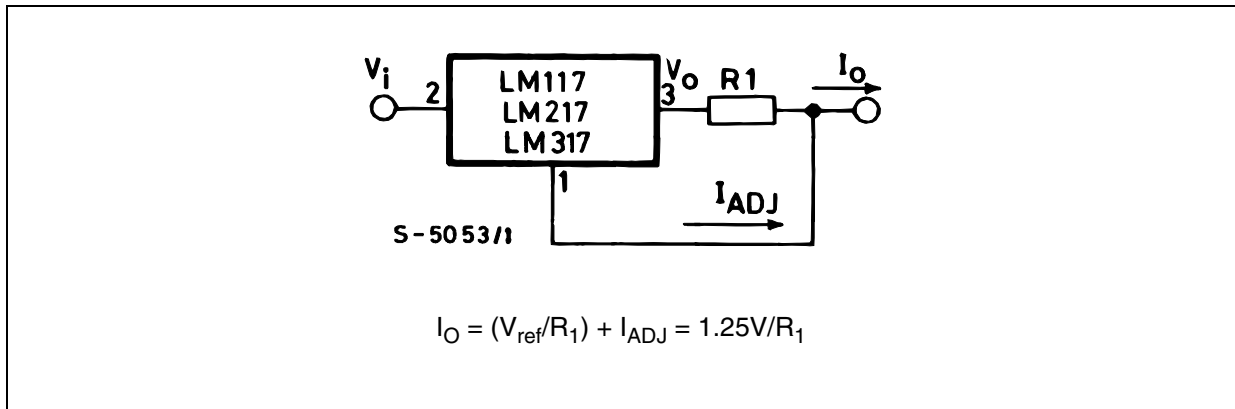 Vi
2
LM117
LM217
LM317
Vo
3
R1
Io
1
IADJ
S-5053/1
IO = (Vref/R1) + IADJ = 1.25V/R1